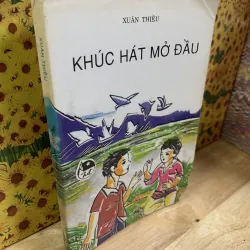 XUÂN THIỀU
KHÚC HÁT MỞ ĐẦU